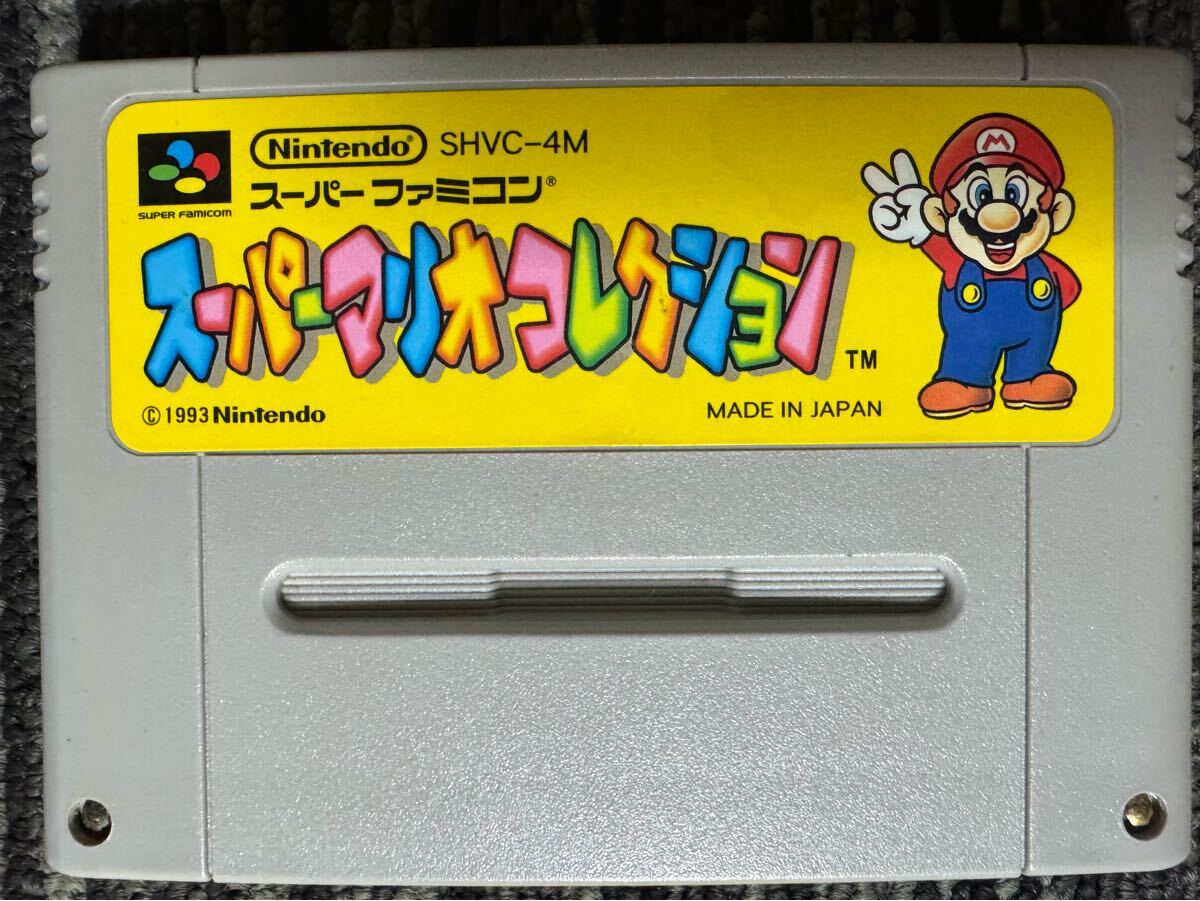 Nintendo® SHVC-4M
SUPER FAMICOM
スーパーファミコン®
スーパーマリオコレクション TM
© 1993 Nintendo
MADE IN JAPAN
M